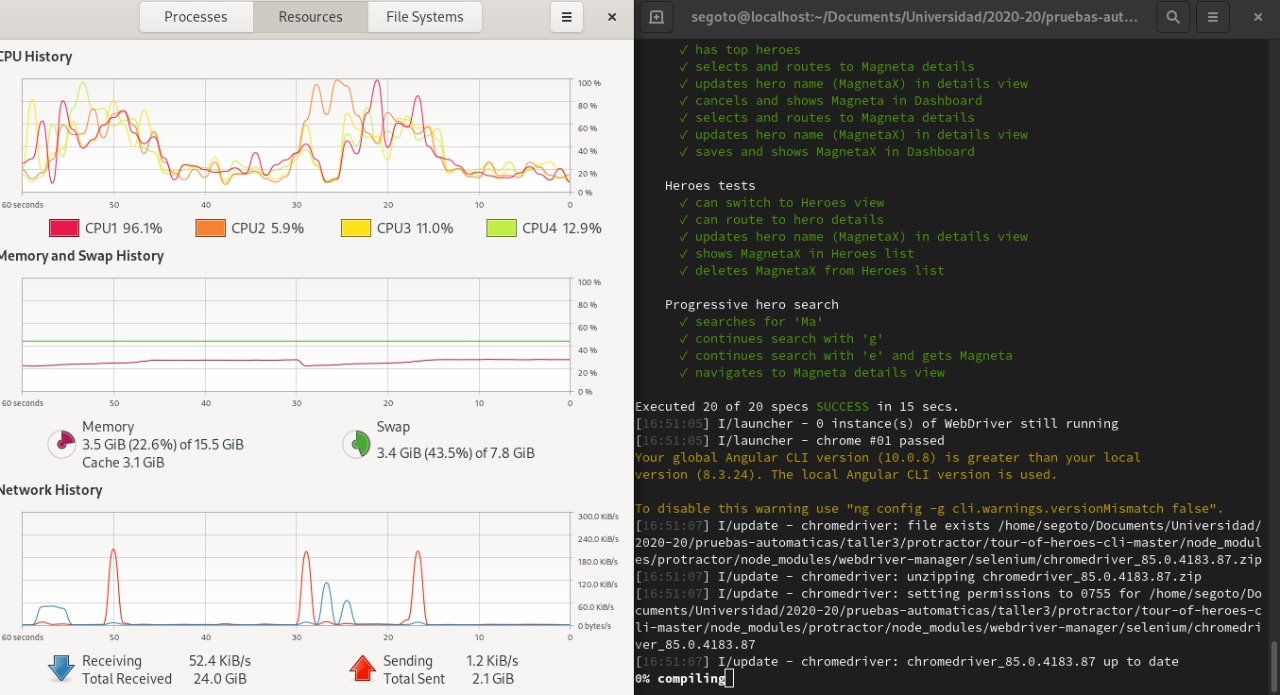 Processes
Resources
File Systems
CPU History
100 %
80 %
60 %
40 %
20 %
0 %
60 seconds
50
40
30
20
10
0
CPU1 96.1%
CPU2 5.9%
CPU3 11.0%
CPU4 12.9%
Memory and Swap History
100 %
80 %
60 %
40 %
20 %
0 %
60 seconds
50
40
30
20
10
0
Memory
3.5 GiB (22.6%) of 15.5 GiB
Cache 3.1 GiB
Swap
3.4 GiB (43.5%) of 7.8 GiB
Network History
300.0 KiB/s
240.0 KiB/s
180.0 KiB/s
120.0 KiB/s
60.0 KiB/s
0 bytes/s
60 seconds
50
40
30
20
10
0
Receiving 52.4 KiB/s
Total Received 24.0 GiB
Sending 1.2 KiB/s
Total Sent 2.1 GiB
segoto@localhost:~/Documents/Universidad/2020-20/pruebas-aut...
✓ has top heroes
✓ selects and routes to Magneta details
✓ updates hero name (MagnetaX) in details view
✓ cancels and shows Magneta in Dashboard
✓ selects and routes to Magneta details
✓ updates hero name (MagnetaX) in details view
✓ saves and shows MagnetaX in Dashboard
Heroes tests
✓ can switch to Heroes view
✓ can route to hero details
✓ updates hero name (MagnetaX) in details view
✓ shows MagnetaX in Heroes list
✓ deletes MagnetaX from Heroes list
Progressive hero search
✓ searches for 'Ma'
✓ continues search with 'g'
✓ continues search with 'e' and gets Magneta
✓ navigates to Magneta details view
Executed 20 of 20 specs SUCCESS in 15 secs.
[16:51:05] I/launcher - 0 instance(s) of WebDriver still running
[16:51:05] I/launcher - chrome #01 passed
Your global Angular CLI version (10.0.8) is greater than your local
version (8.3.24). The local Angular CLI version is used.
To disable this warning use "ng config -g cli.warnings.versionMismatch false".
[16:51:07] I/update - chromedriver: file exists /home/segoto/Documents/Universidad/
2020-20/pruebas-automaticas/taller3/protractor/tour-of-heroes-cli-master/node_modul
es/protractor/node_modules/webdriver-manager/selenium/chromedriver_85.0.4183.87.zip
[16:51:07] I/update - chromedriver: unzipping chromedriver_85.0.4183.87.zip
[16:51:07] I/update - chromedriver: setting permissions to 0755 for /home/segoto/Do
cuments/Universidad/2020-20/pruebas-automaticas/taller3/protractor/tour-of-heroes-c
li-master/node_modules/protractor/node_modules/webdriver-manager/selenium/chromedri
ver_85.0.4183.87
[16:51:07] I/update - chromedriver: chromedriver_85.0.4183.87 up to date
0% compiling